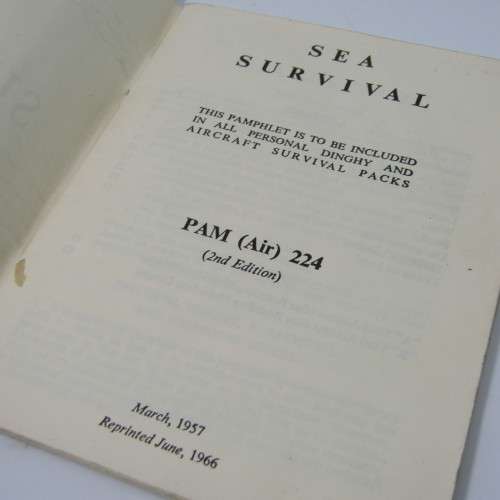 SEA
SURVIVAL
THIS PAMPHLET IS TO BE INCLUDED
IN ALL PERSONAL DINGHY AND
AIRCRAFT SURVIVAL PACKS
PAM (Air) 224
(2nd Edition)
March, 1957
Reprinted June, 1966